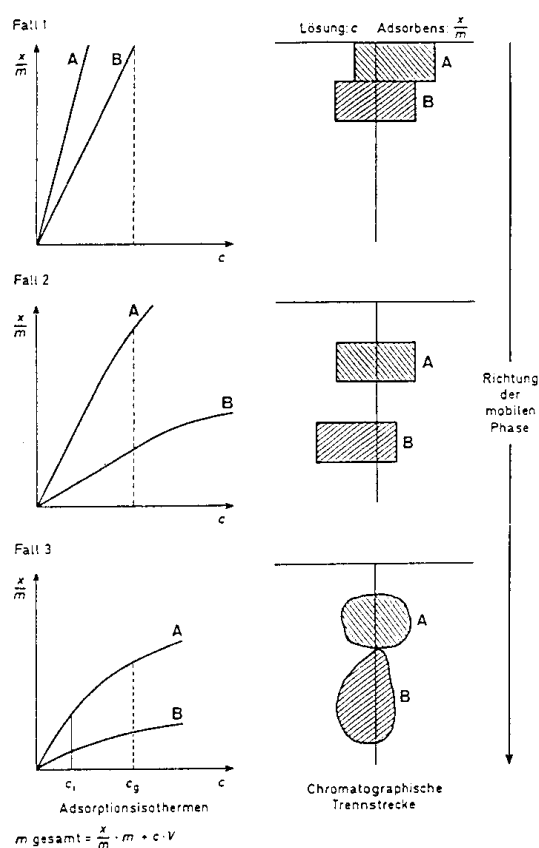 Fall 1
Lösung: c Adsorbens: x/m
x/m
A
B
c
A
B
Fall 2
x/m
A
B
c
A
B
Richtung
der
mobilen
Phase
Fall 3
x/m
A
B
c₁ cg c
A
B
Adsorptionsisothermen
Chromatographische
Trennstrecke
m gesamt = x/m · m + c · V